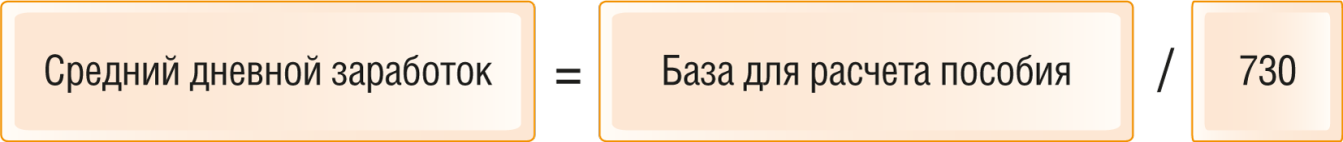 Средний дневной заработок = База для расчета пособия / 730